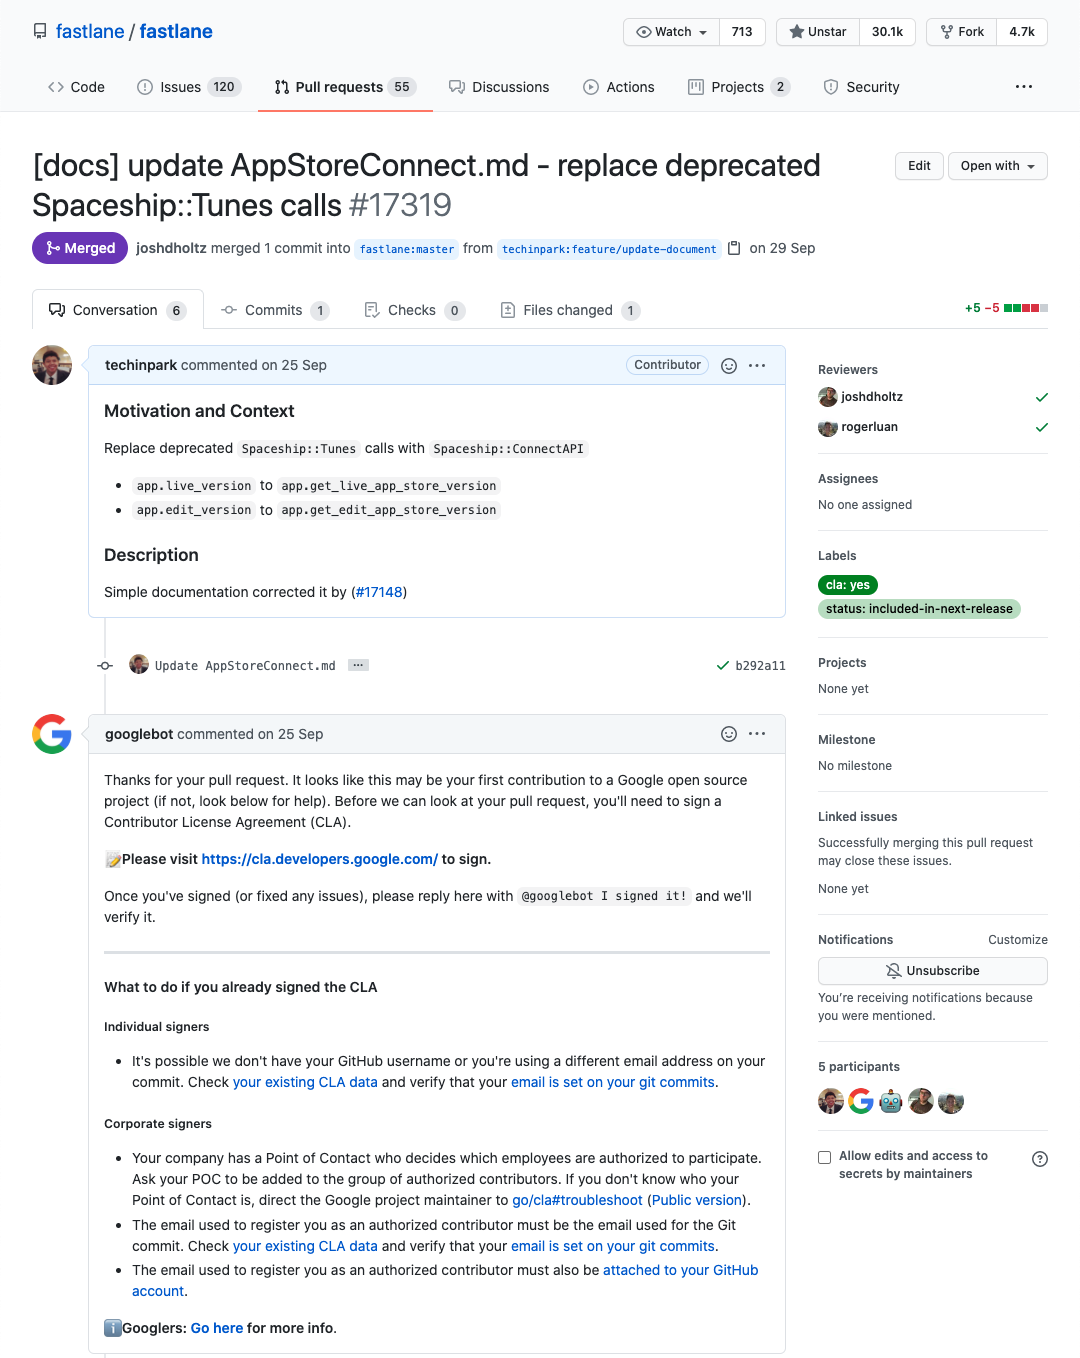 fastlane / fastlane
Watch 713
Unstar 30.1k
Fork 4.7k
Code
Issues 120
Pull requests 55
Discussions
Actions
Projects 2
Security
[docs] update AppStoreConnect.md - replace deprecated
Spaceship::Tunes calls #17319
Edit
Open with
Merged
joshdholtz merged 1 commit into fastlane:master from techinpark:feature/update-document on 29 Sep
Conversation 6
Commits 1
Checks 0
Files changed 1
+5 −5
techinpark commented on 25 Sep
Contributor
Motivation and Context
Replace deprecated Spaceship::Tunes calls with Spaceship::ConnectAPI
app.live_version to app.get_live_app_store_version
app.edit_version to app.get_edit_app_store_version
Description
Simple documentation corrected it by (#17148)
Update AppStoreConnect.md
b292a11
googlebot commented on 25 Sep
Thanks for your pull request. It looks like this may be your first contribution to a Google open source
project (if not, look below for help). Before we can look at your pull request, you'll need to sign a
Contributor License Agreement (CLA).
Please visit https://cla.developers.google.com/ to sign.
Once you've signed (or fixed any issues), please reply here with @googlebot I signed it! and we'll
verify it.
What to do if you already signed the CLA
Individual signers
It's possible we don't have your GitHub username or you're using a different email address on your
commit. Check your existing CLA data and verify that your email is set on your git commits.
Corporate signers
Your company has a Point of Contact who decides which employees are authorized to participate.
Ask your POC to be added to the group of authorized contributors. If you don't know who your
Point of Contact is, direct the Google project maintainer to go/cla#troubleshoot (Public version).
The email used to register you as an authorized contributor must be the email used for the Git
commit. Check your existing CLA data and verify that your email is set on your git commits.
The email used to register you as an authorized contributor must also be attached to your GitHub
account.
Googlers: Go here for more info.
Reviewers
joshdholtz
rogerluan
Assignees
No one assigned
Labels
cla: yes
status: included-in-next-release
Projects
None yet
Milestone
No milestone
Linked issues
Successfully merging this pull request
may close these issues.
None yet
Notifications
Customize
Unsubscribe
You're receiving notifications because
you were mentioned.
5 participants
Allow edits and access to
secrets by maintainers